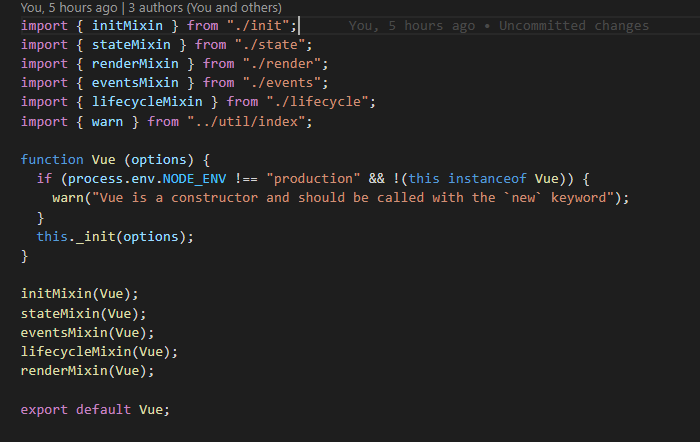 You, 5 hours ago | 3 authors (You and others)
import { initMixin } from "./init"; You, 5 hours ago • Uncommitted changes
import { stateMixin } from "./state";
import { renderMixin } from "./render";
import { eventsMixin } from "./events";
import { lifecycleMixin } from "./lifecycle";
import { warn } from "../util/index";
function Vue (options) {
  if (process.env.NODE_ENV !== "production" && !(this instanceof Vue)) {
    warn("Vue is a constructor and should be called with the `new` keyword");
  }
  this._init(options);
}
initMixin(Vue);
stateMixin(Vue);
eventsMixin(Vue);
lifecycleMixin(Vue);
renderMixin(Vue);
export default Vue;